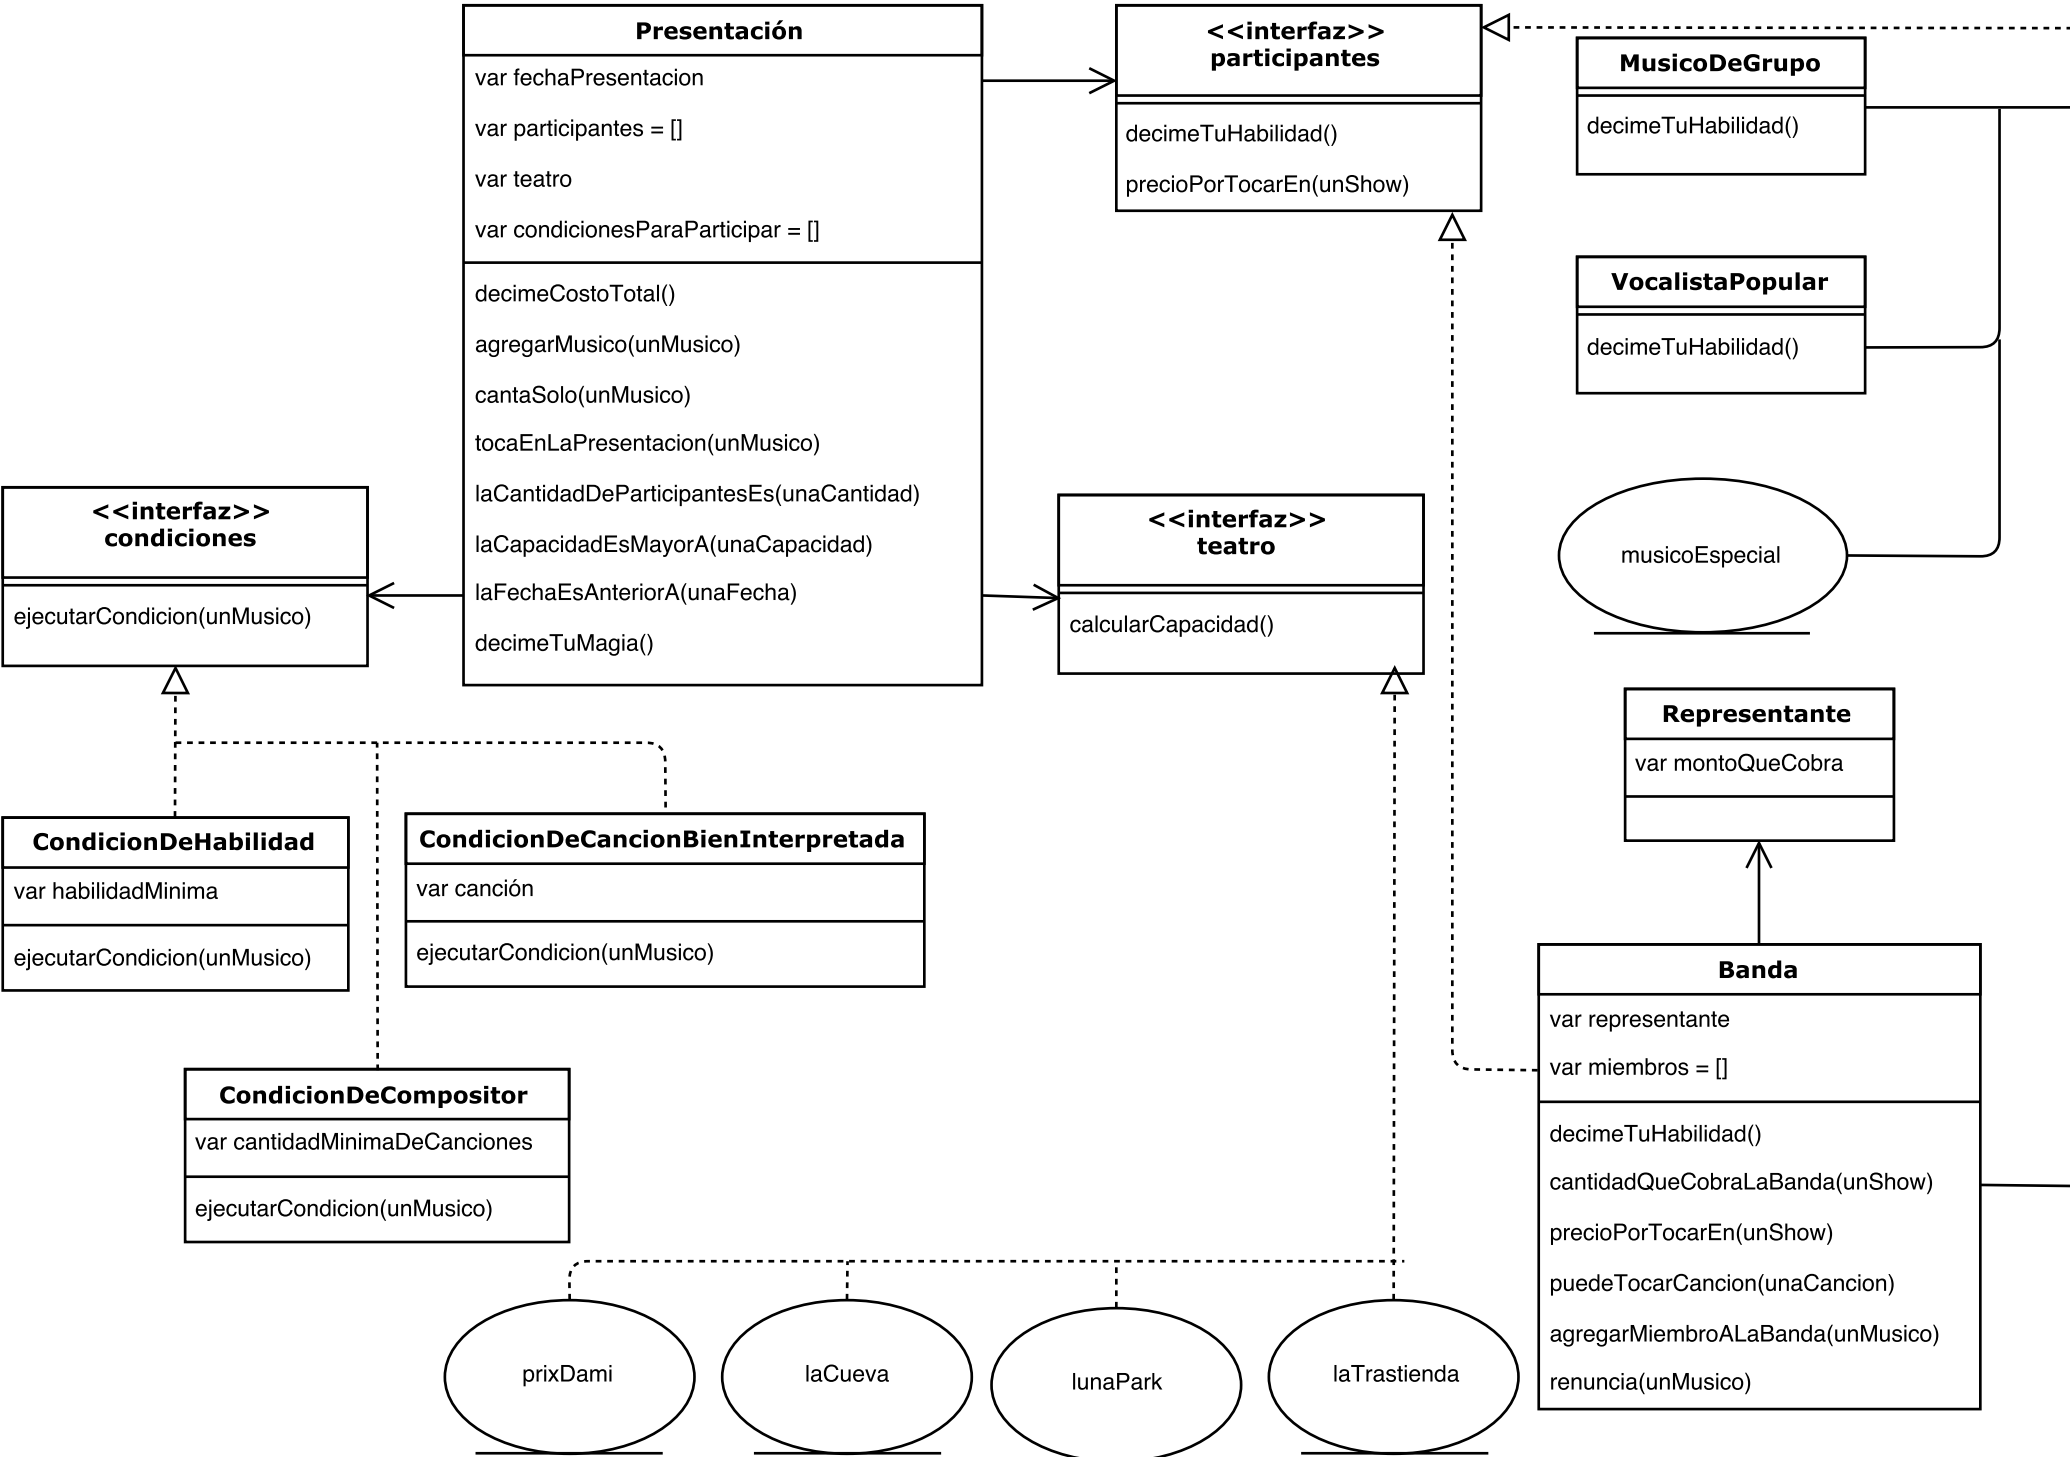 Presentación
var fechaPresentacion
var participantes = []
var teatro
var condicionesParaParticipar = []
decimeCostoTotal()
agregarMusico(unMusico)
cantaSolo(unMusico)
tocaEnLaPresentacion(unMusico)
laCantidadDeParticipantesEs(unaCantidad)
laCapacidadEsMayorA(unaCapacidad)
laFechaEsAnteriorA(unaFecha)
decimeTuMagia()
<<interfaz>>
participantes
decimeTuHabilidad()
precioPorTocarEn(unShow)
MusicoDeGrupo
decimeTuHabilidad()
VocalistaPopular
decimeTuHabilidad()
musicoEspecial
<<interfaz>>
condiciones
ejecutarCondicion(unMusico)
<<interfaz>>
teatro
calcularCapacidad()
Representante
var montoQueCobra
CondicionDeHabilidad
var habilidadMinima
ejecutarCondicion(unMusico)
CondicionDeCancionBienInterpretada
var canción
ejecutarCondicion(unMusico)
CondicionDeCompositor
var cantidadMinimaDeCanciones
ejecutarCondicion(unMusico)
Banda
var representante
var miembros = []
decimeTuHabilidad()
cantidadQueCobraLaBanda(unShow)
precioPorTocarEn(unShow)
puedeTocarCancion(unaCancion)
agregarMiembroALaBanda(unMusico)
renuncia(unMusico)
prixDami
laCueva
lunaPark
laTrastienda